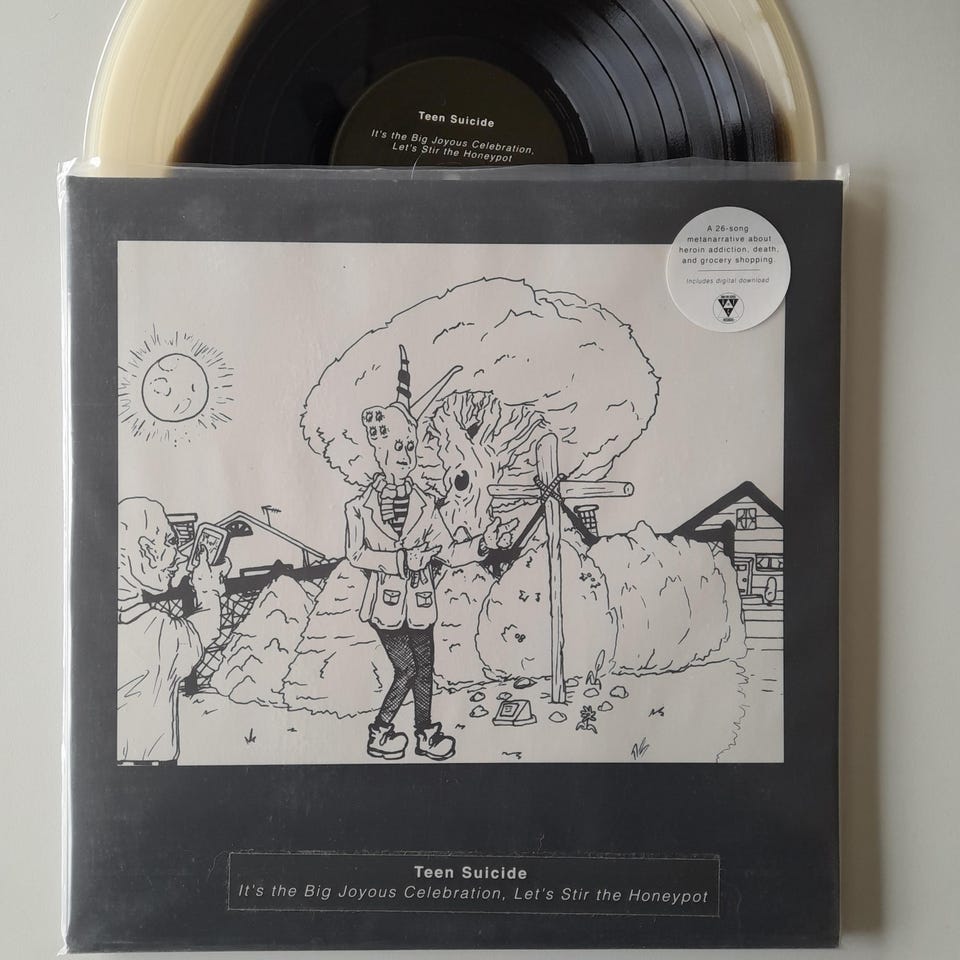 Teen Suicide
It's the Big Joyous Celebration,
Let's Stir the Honeypot
A 26-song
metanarrative about
heroin addiction, death,
and grocery shopping.
Includes digital download
Teen Suicide
It's the Big Joyous Celebration, Let's Stir the Honeypot